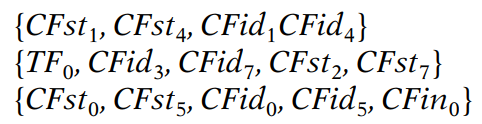 {CFst₁, CFst₄, CFid₁CFid₄}
{TF₀, CFid₃, CFid₇, CFst₂, CFst₇}
{CFst₀, CFst₅, CFid₀, CFid₅, CFin₀}